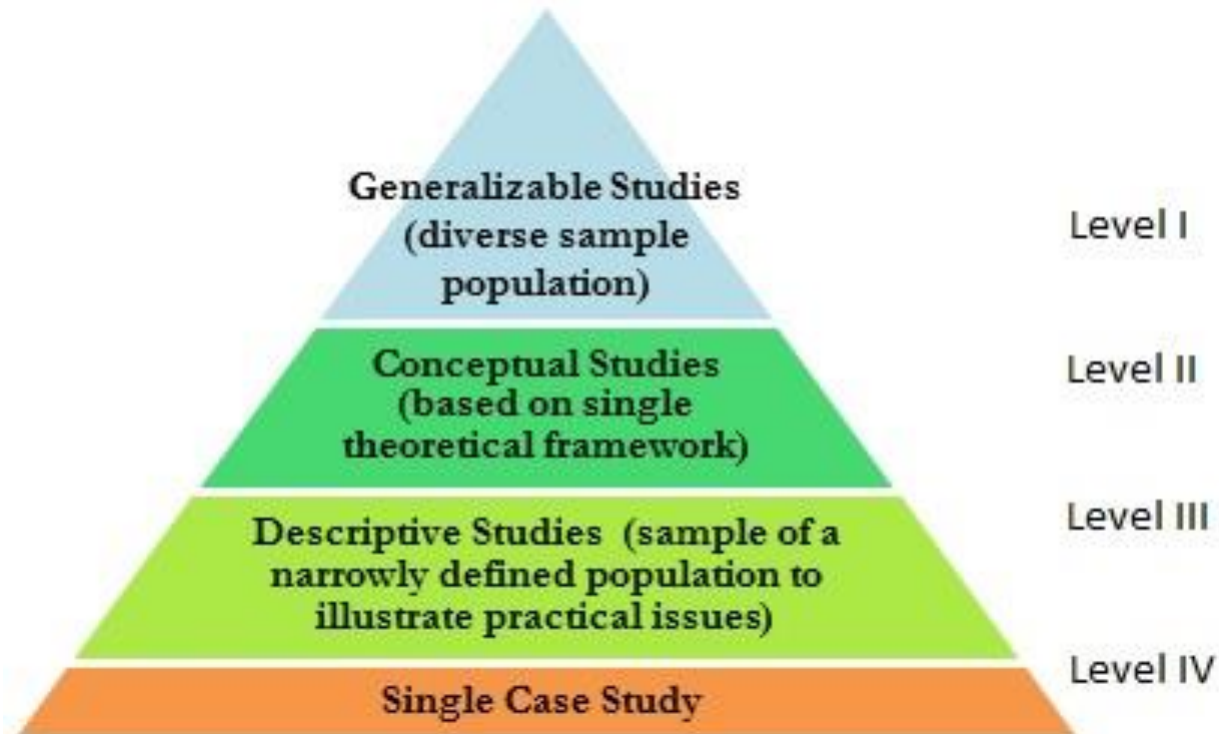 Generalizable Studies
(diverse sample
population)
Level I
Conceptual Studies
(based on single
theoretical framework)
Level II
Descriptive Studies (sample of a
narrowly defined population to
illustrate practical issues)
Level III
Single Case Study
Level IV